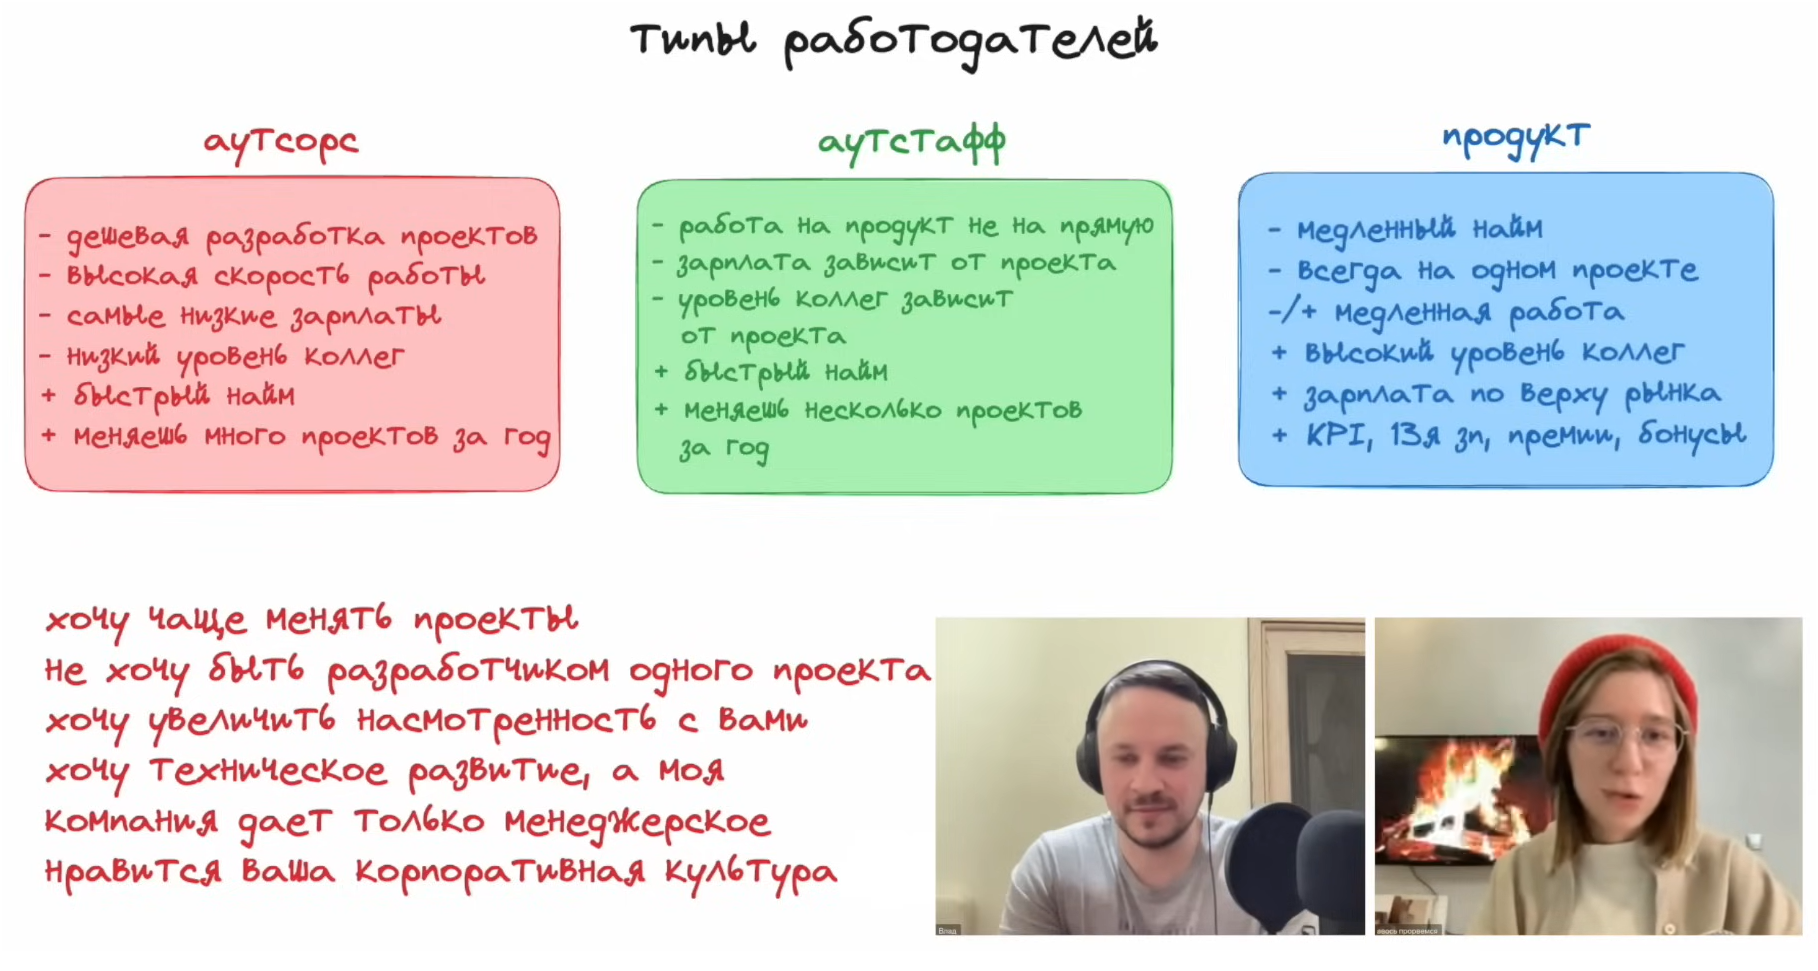 типы работодателей
аутсорс
- дешевая разработка проектов
- высокая скорость работы
- самые низкие зарплаты
- низкий уровень коллег
+ быстрый найм
+ меняешь много проектов за год
аутстафф
- работа на продукт не на прямую
- зарплата зависит от проекта
- уровень коллег зависит
от проекта
+ быстрый найм
+ меняешь несколько проектов
за год
продукт
- медленный найм
- всегда на одном проекте
-/+ медленная работа
+ высокий уровень коллег
+ зарплата по верху рынка
+ KPI, 13я зп, премии, бонусы
хочу чаще менять проекты
не хочу быть разработчиком одного проекта
хочу увеличить насмотренность с вами
хочу техническое развитие, а моя
компания дает только менеджерское
нравится ваша корпоративная культура
Влад
авось прорвемся